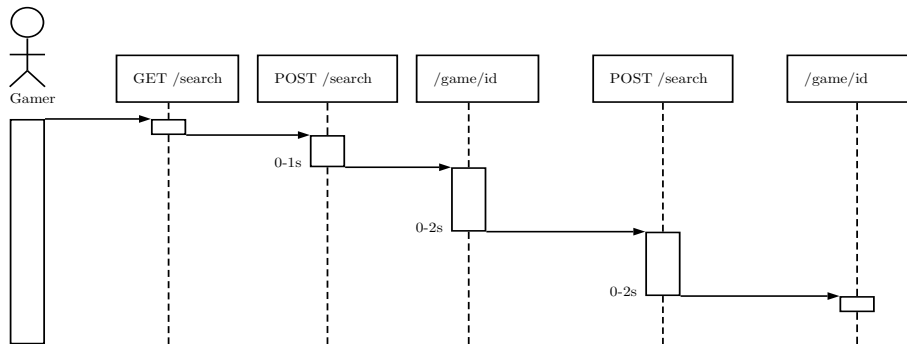 Gamer
GET /search
POST /search
/game/id
POST /search
/game/id
0-1s
0-2s
0-2s